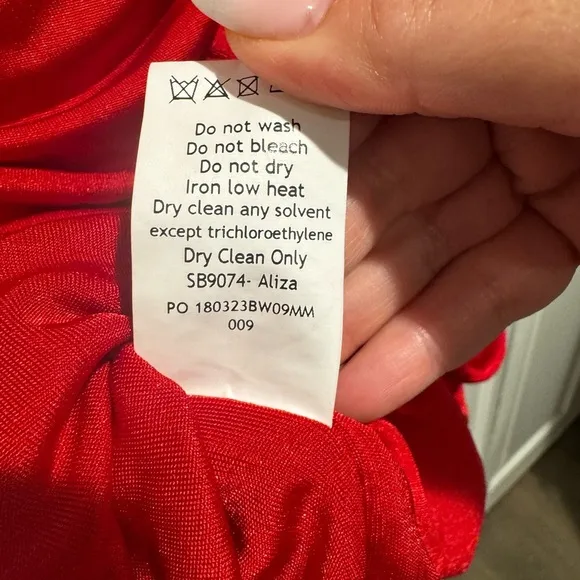 Do not wash
Do not bleach
Do not dry
Iron low heat
Dry clean any solvent
except trichloroethylene
Dry Clean Only
SB9074- Aliza
PO 180323BW09MM
009